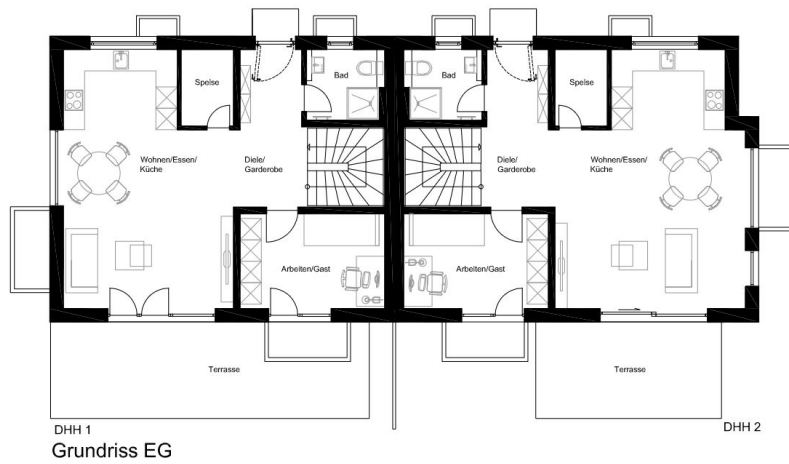 Speise
Bad
Bad
Speise
Wohnen/Essen/
Küche
Diele/
Garderobe
Diele/
Garderobe
Wohnen/Essen/
Küche
Arbeiten/Gast
Arbeiten/Gast
Terrasse
Terrasse
DHH 1
DHH 2
Grundriss EG